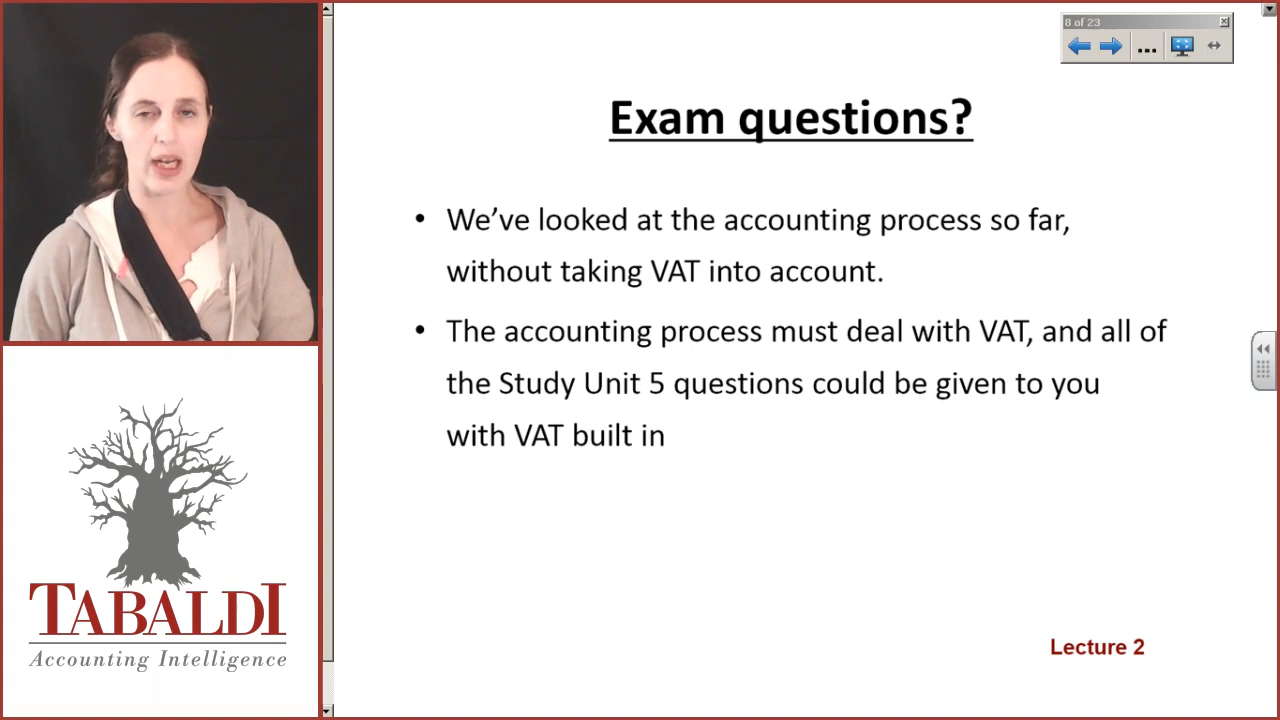 8 of 23
Exam questions?
• We’ve looked at the accounting process so far,
without taking VAT into account.
• The accounting process must deal with VAT, and all of
the Study Unit 5 questions could be given to you
with VAT built in
Lecture 2
TABALDI
Accounting Intelligence